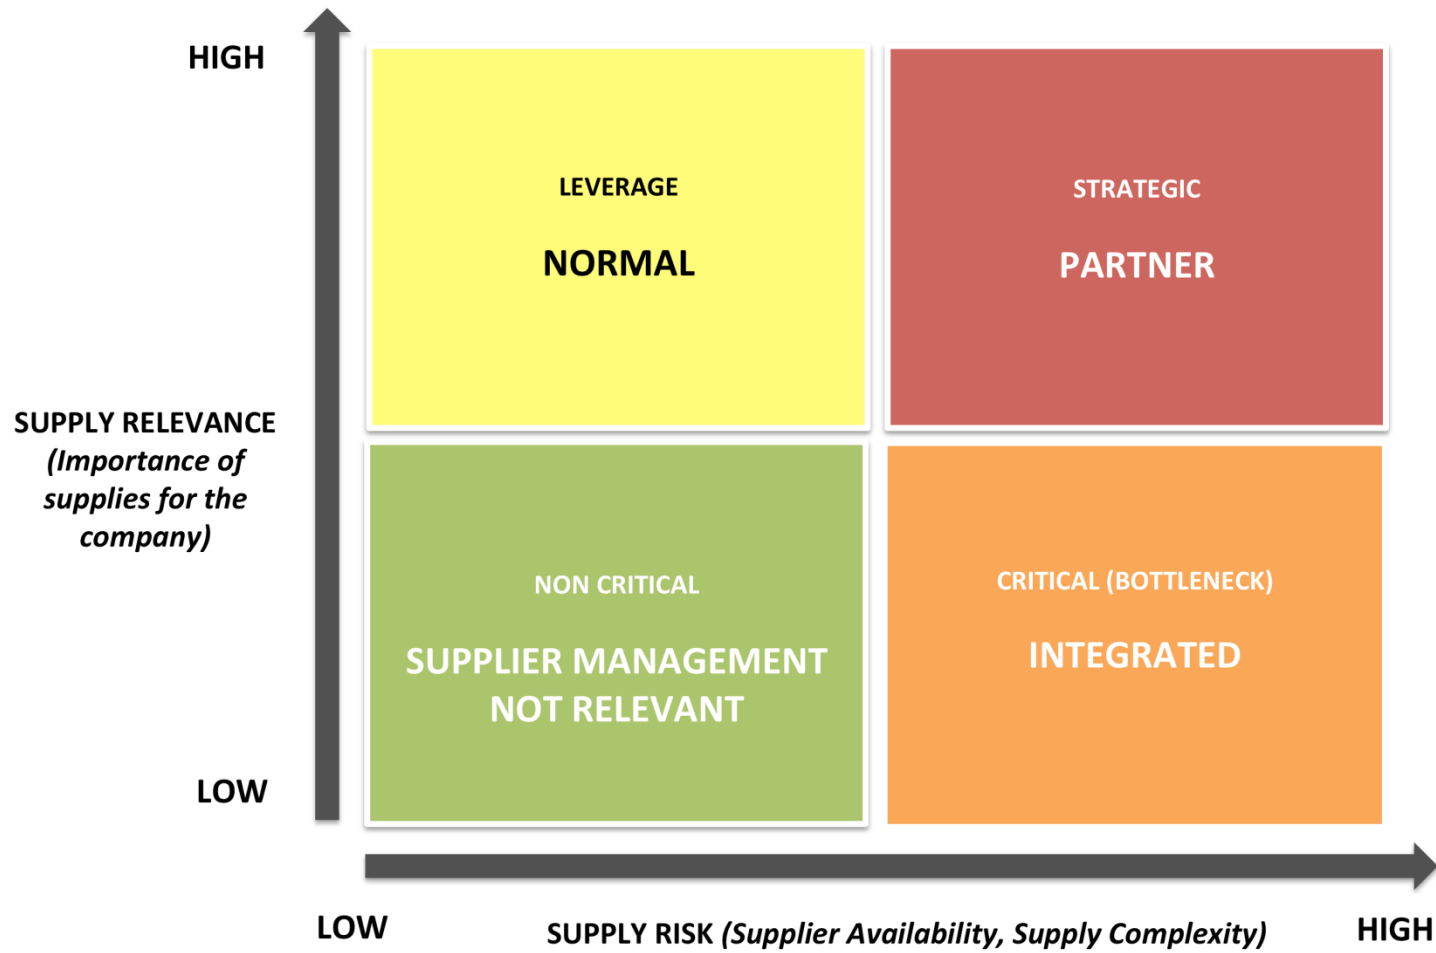 HIGH
LEVERAGE
NORMAL
STRATEGIC
PARTNER
SUPPLY RELEVANCE
(Importance of
supplies for the
company)
NON CRITICAL
SUPPLIER MANAGEMENT
NOT RELEVANT
CRITICAL (BOTTLENECK)
INTEGRATED
LOW
LOW
SUPPLY RISK (Supplier Availability, Supply Complexity)
HIGH